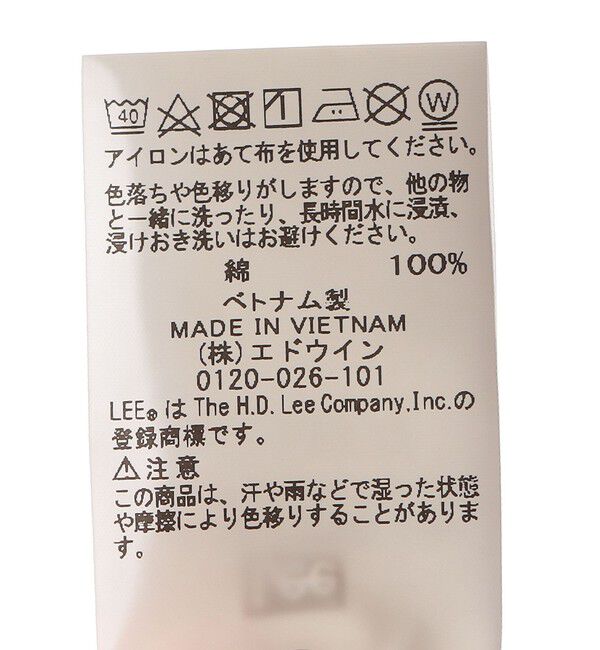 40 W
アイロンはあて布を使用してください。
色落ちや色移りがしますので、他の物
と一緒に洗ったり、長時間水に浸漬、
浸けおき洗いはお避けください。
綿 100%
ベトナム製
MADE IN VIETNAM
(株)エドウイン
0120-026-101
LEE® は The H.D. Lee Company,Inc.の
登録商標です。
⚠注意
この商品は、汗や雨などで湿った状態
や摩擦により色移りすることがありま
す。